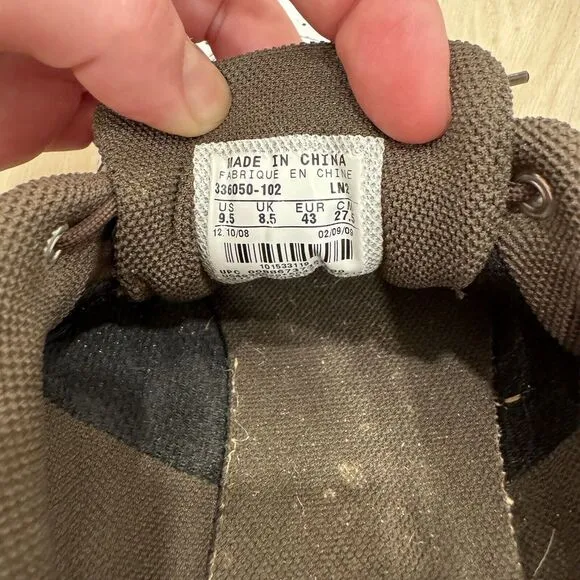 MADE IN CHINA
FABRIQUE EN CHINE
336050-102 LN2
US UK EUR CM
9.5 8.5 43 27.5
12/10/08 02/09/09
UPC